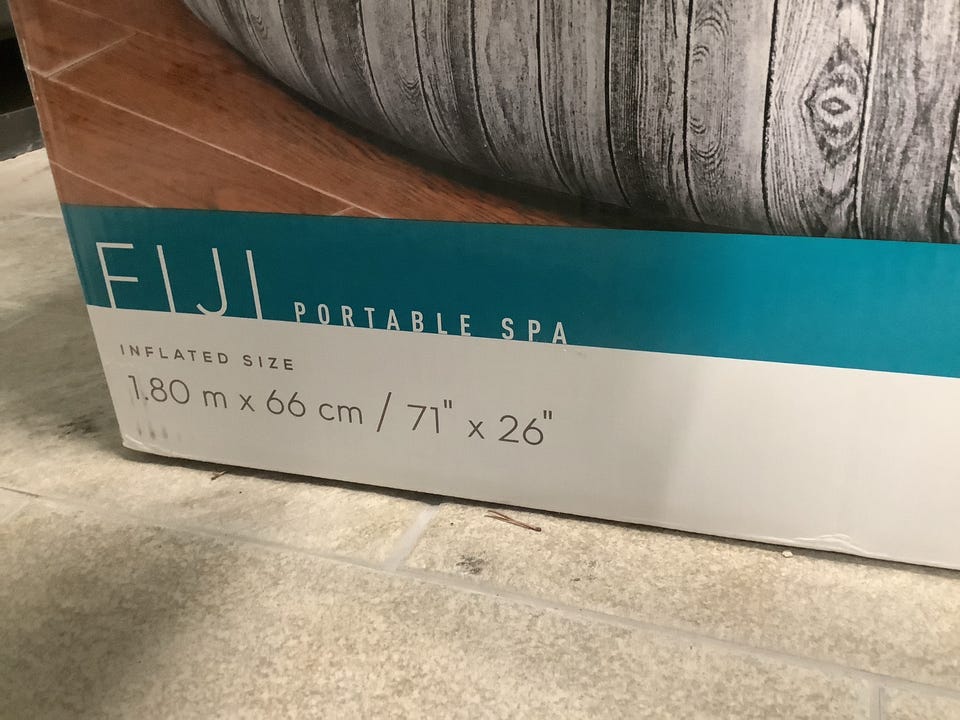 FIJI PORTABLE SPA
INFLATED SIZE
1.80 m x 66 cm / 71" x 26"